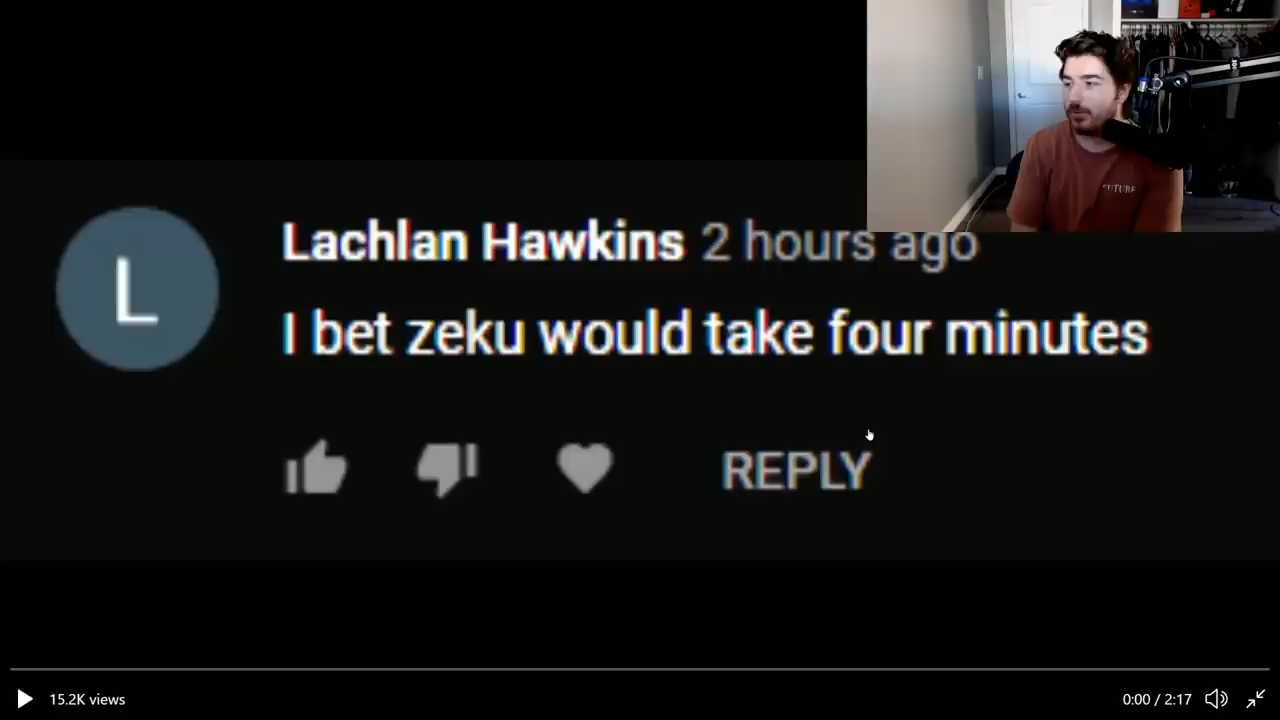 FUTURE
L
Lachlan Hawkins 2 hours ago
I bet zeku would take four minutes
REPLY
15.2K views
0:00 / 2:17